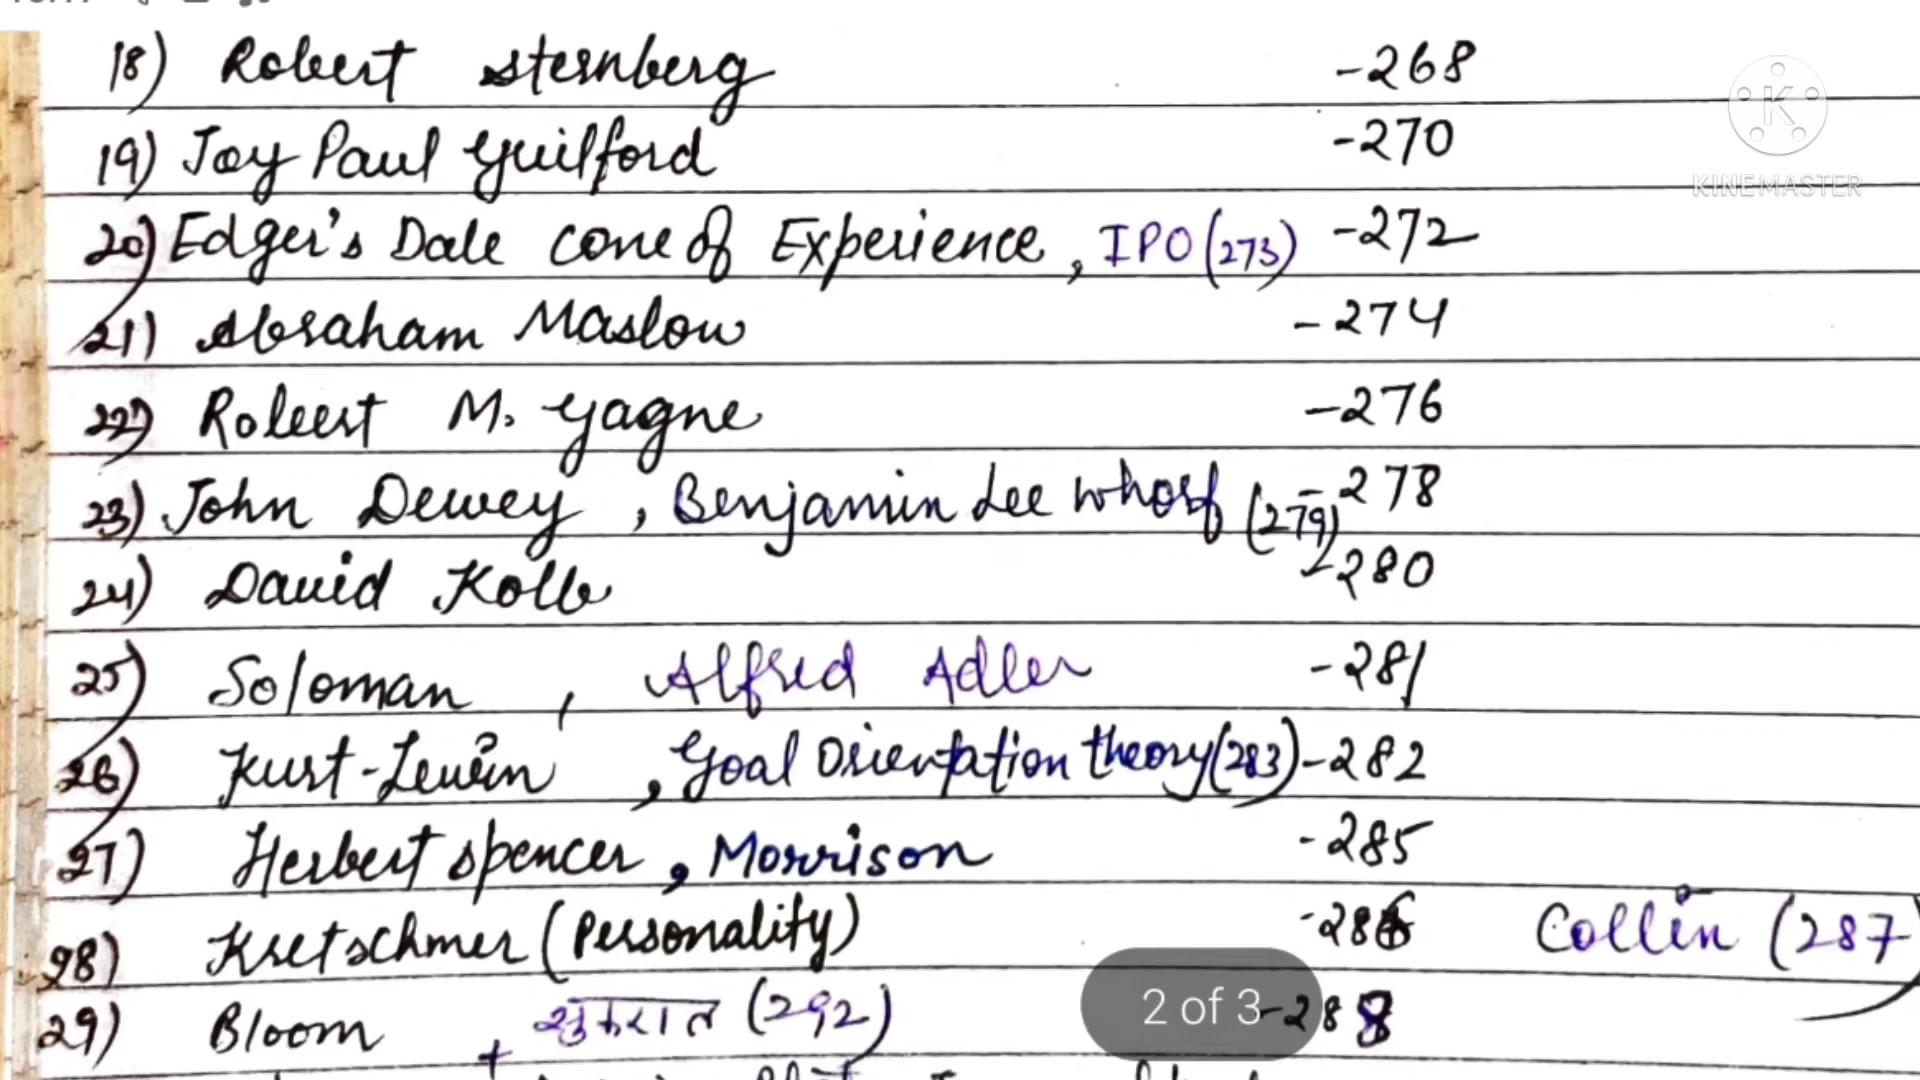 18) Robert Sternberg -268
KINEMASTER
19) Joy Paul Guilford -270
20) Edger's Dale cone of Experience, IPO (273) -272
21) Abraham Maslow -274
22) Robert M. Gagne -276
23) John Dewey, Benjamin Lee Whorf (279) -278
24) David Kolb -280
25) Soloman, Alfred Adler -281
26) Kurt-Lewin, Goal Orientation theory (283) -282
27) Herbert Spencer, Morrison -285
28) Kretschmer (Personality) -286 Collin (287)
29) Bloom + सुकरात (292) -288
2 of 3